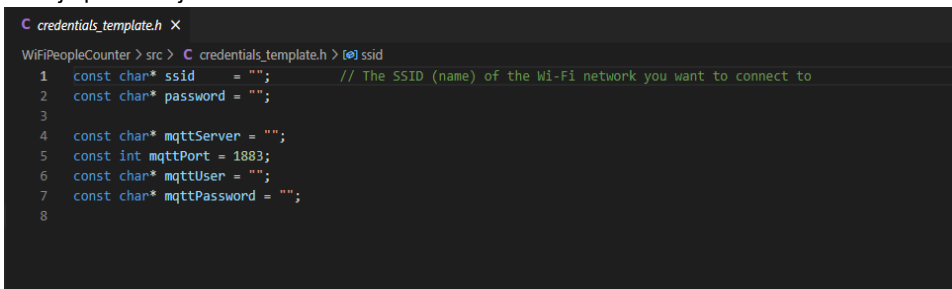 credentials_template.h
WiFiPeopleCounter > src > C credentials_template.h > ssid
1 const char* ssid = ""; // The SSID (name) of the Wi-Fi network you want to connect to
2 const char* password = "";
3
4 const char* mqttServer = "";
5 const int mqttPort = 1883;
6 const char* mqttUser = "";
7 const char* mqttPassword = "";
8